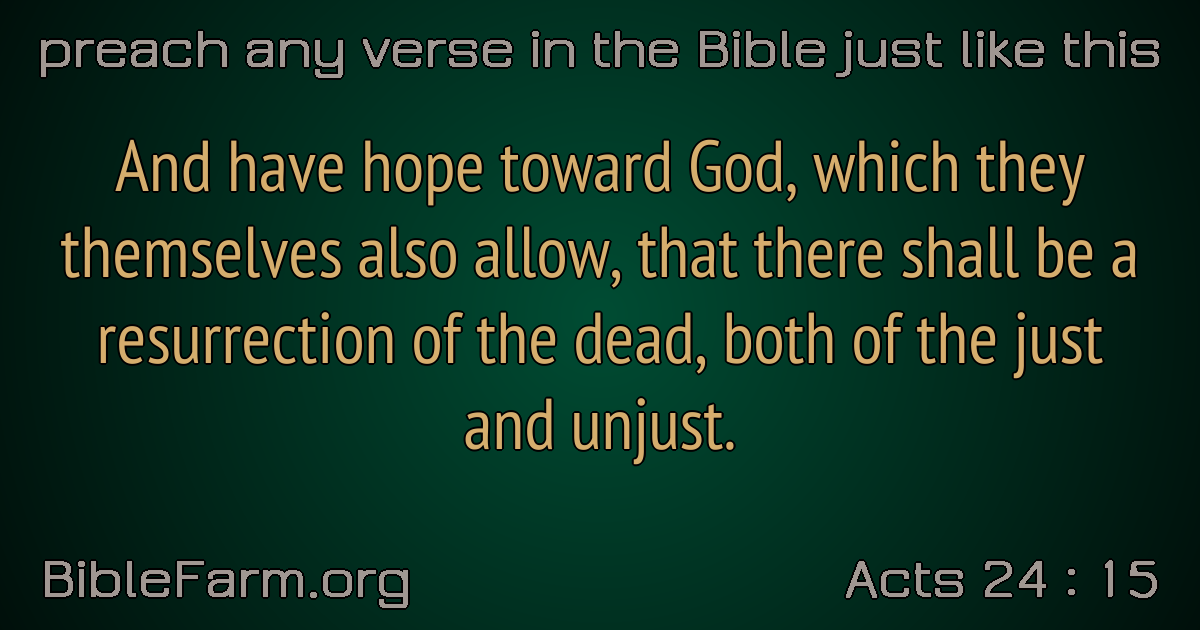 preach any verse in the Bible just like this
And have hope toward God, which they
themselves also allow, that there shall be a
resurrection of the dead, both of the just
and unjust.
BibleFarm.org
Acts 24 : 15